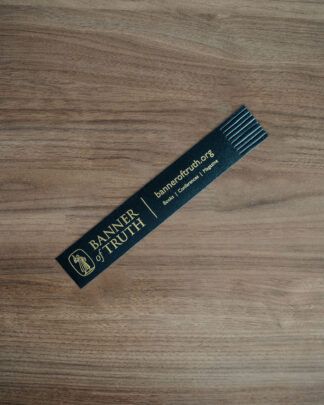 BANNER
of TRUTH
banneroftruth.org
Books | Conferences | Magazine